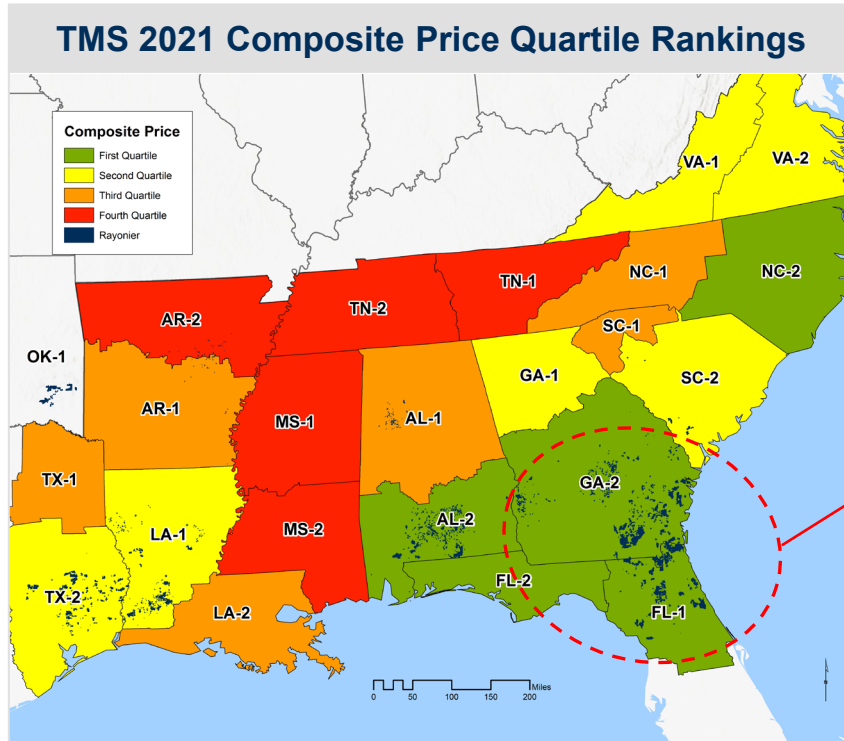 TMS 2021 Composite Price Quartile Rankings
Composite Price
First Quartile
Second Quartile
Third Quartile
Fourth Quartile
Rayonier
VA-1
VA-2
NC-1
NC-2
TN-1
TN-2
AR-2
SC-1
OK-1
GA-1
SC-2
AR-1
MS-1
AL-1
TX-1
GA-2
LA-1
MS-2
AL-2
TX-2
FL-2
LA-2
FL-1
Miles
0 50 100 150 200